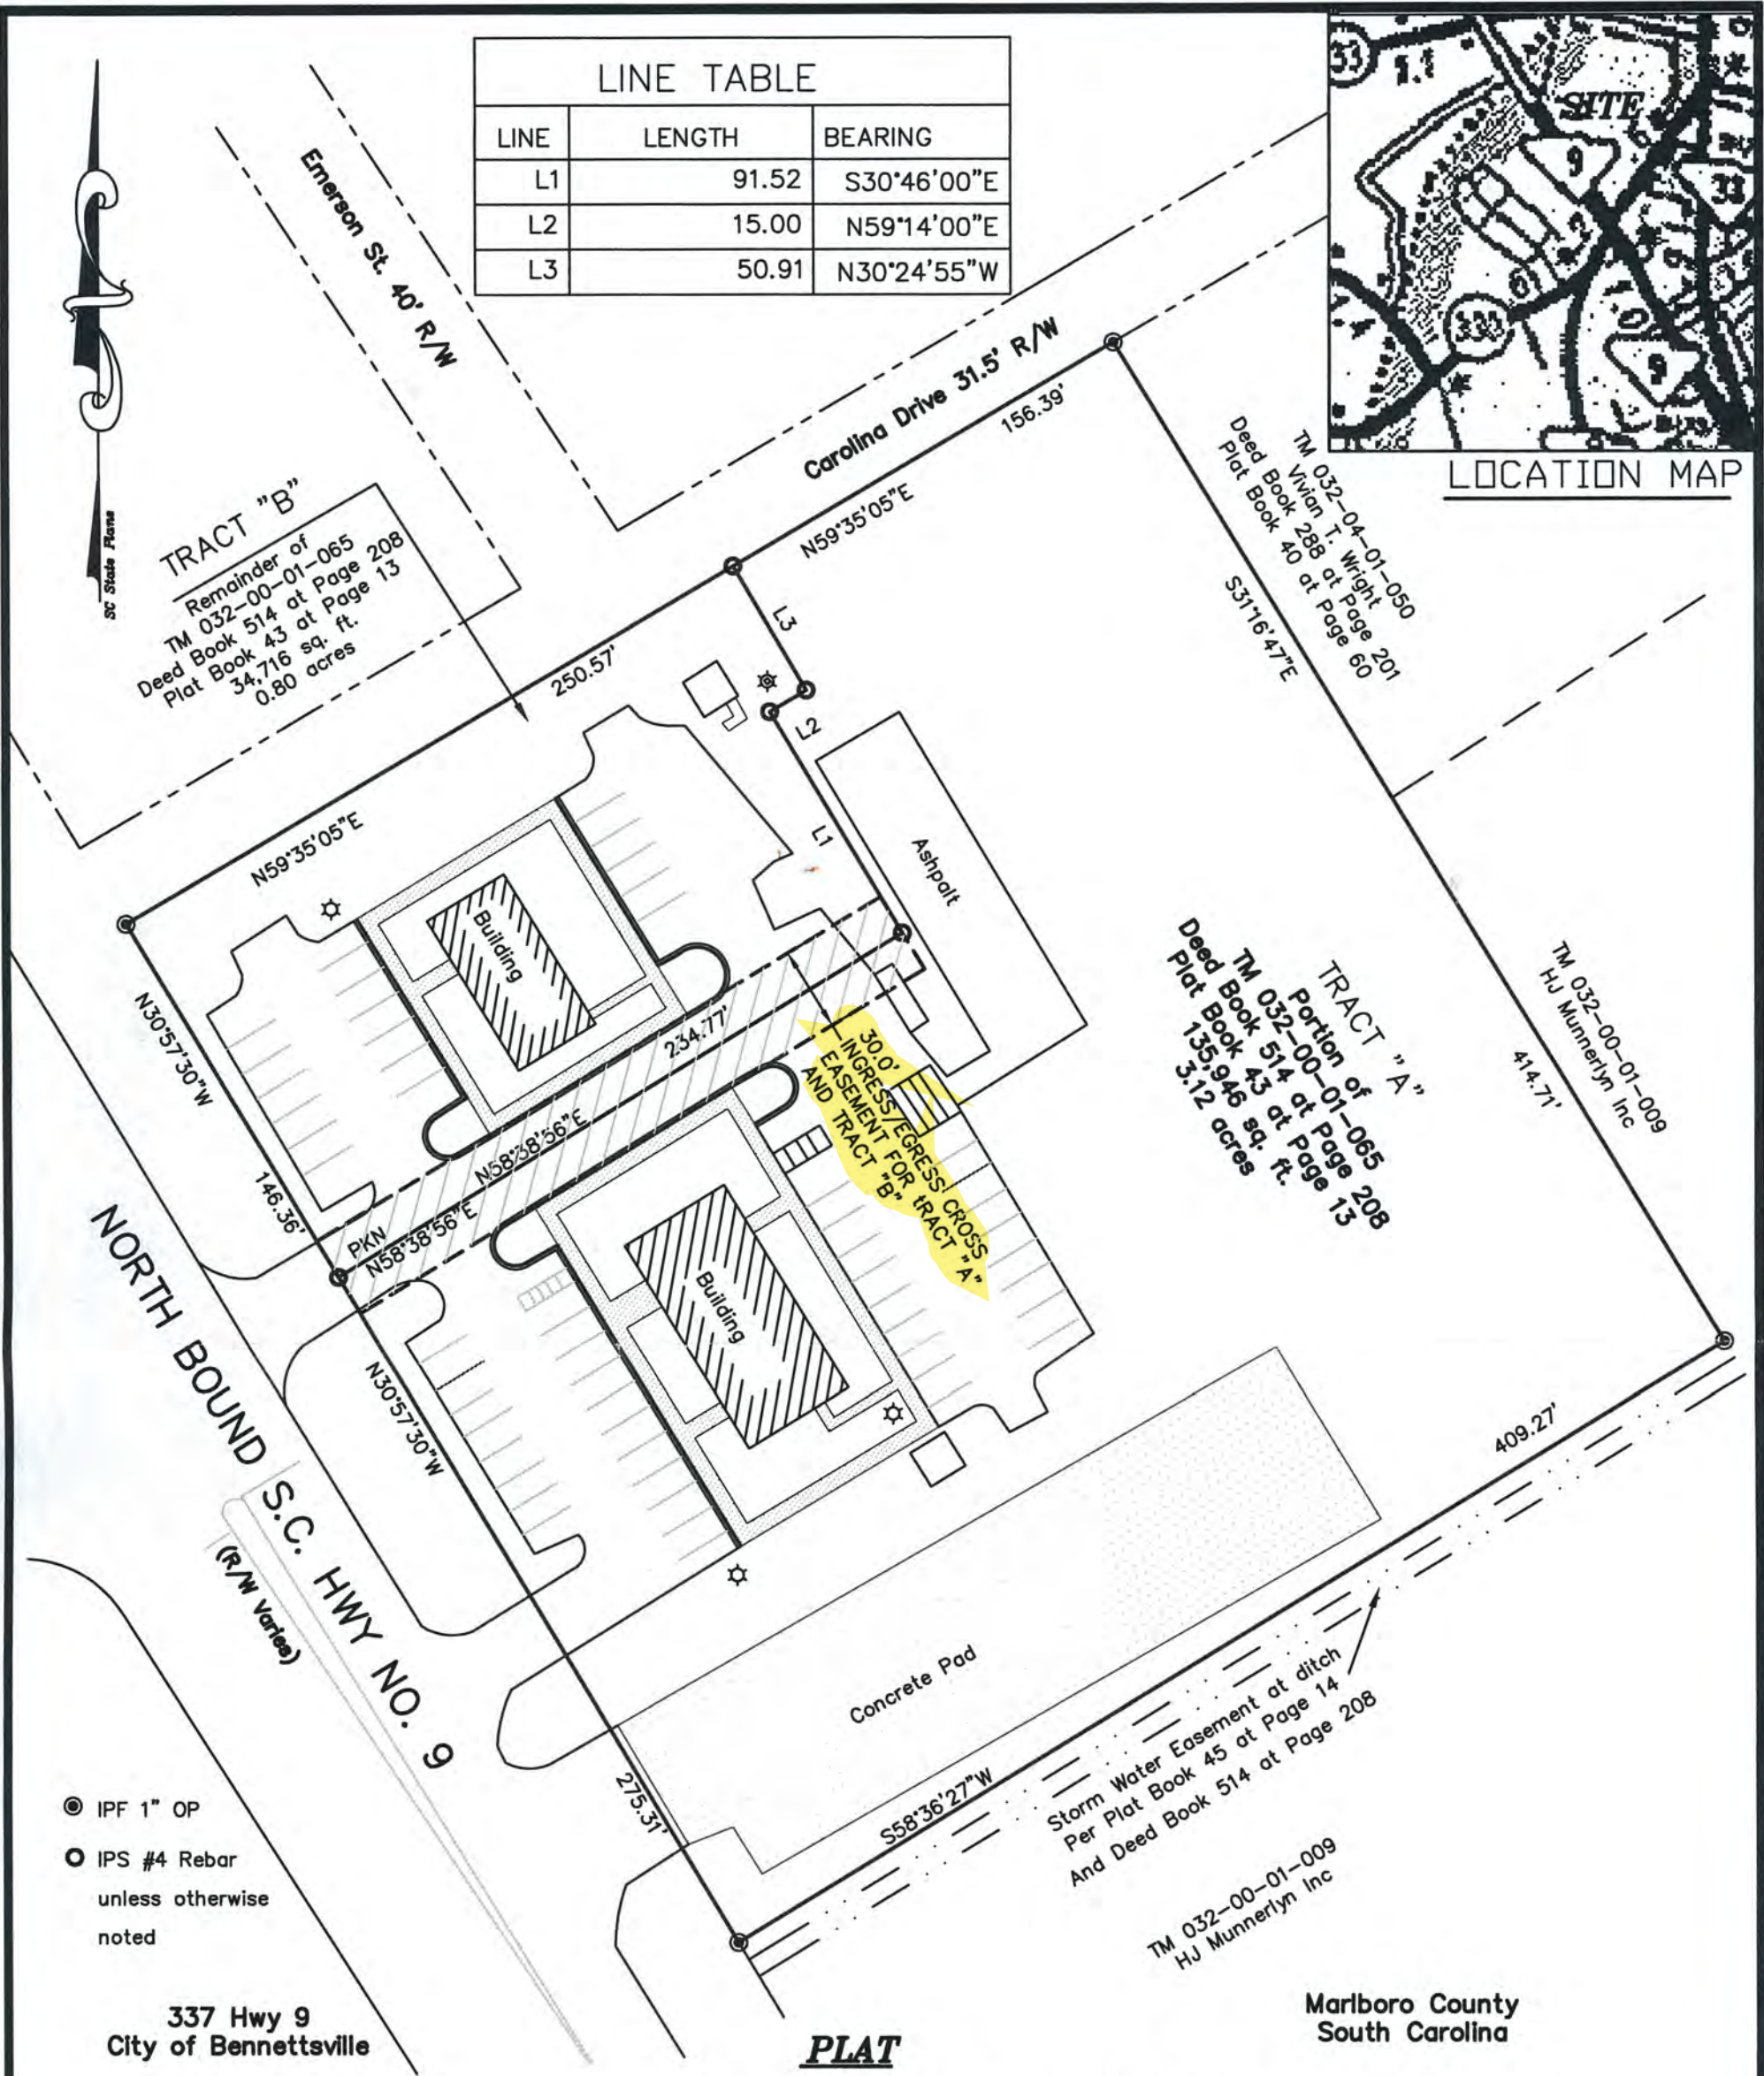 LINE TABLE
LINE LENGTH BEARING
L1 91.52 S30°46'00"E
L2 15.00 N59°14'00"E
L3 50.91 N30°24'55"W
SITE
33
9
33
333
9
LOCATION MAP
SC State Plane
Emerson St. 40' R/W
Carolina Drive 31.5' R/W
156.39'
N59°35'05"E
TRACT "B"
Remainder of
TM 032-00-01-065
Deed Book 514 at Page 208
Plat Book 43 at Page 13
34,716 sq. ft.
0.80 acres
TM 032-04-01-050
Vivian T. Wright
Deed Book 288 at Page 201
Plat Book 40 at Page 60
S31°16'47"E
250.57'
L3
L2
L1
N59°35'05"E
Ashpalt
Building
N30°57'30"W
234.77'
30.0'
INGRESS/EGRESS CROSS
EASEMENT FOR tRACT "A"
AND TRACT "B"
TRACT "A"
Portion of
TM 032-00-01-065
Deed Book 514 at Page 208
Plat Book 43 at Page 13
135,946 sq. ft.
3.12 acres
TM 032-00-01-009
HJ Munnerlyn Inc
414.71'
N58°38'56"E
146.36'
PKN
N58°38'56"E
Building
NORTH BOUND S.C. HWY NO. 9
(R/W Varies)
N30°57'30"W
409.27'
Concrete Pad
275.31'
S58°36'27"W
Storm Water Easement at ditch
Per Plat Book 45 at Page 14
And Deed Book 514 at Page 208
TM 032-00-01-009
HJ Munnerlyn Inc
IPF 1" OP
IPS #4 Rebar
unless otherwise
noted
337 Hwy 9
City of Bennettsville
PLAT
Marlboro County
South Carolina